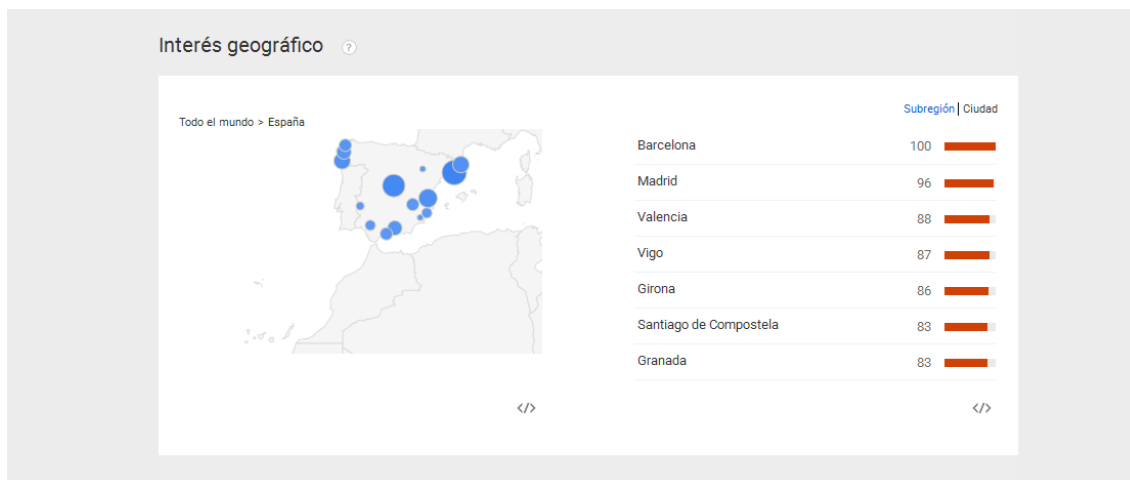 Interés geográfico ?
Todo el mundo > España
Subregión | Ciudad
Barcelona 100
Madrid 96
Valencia 88
Vigo 87
Girona 86
Santiago de Compostela 83
Granada 83
</> </>